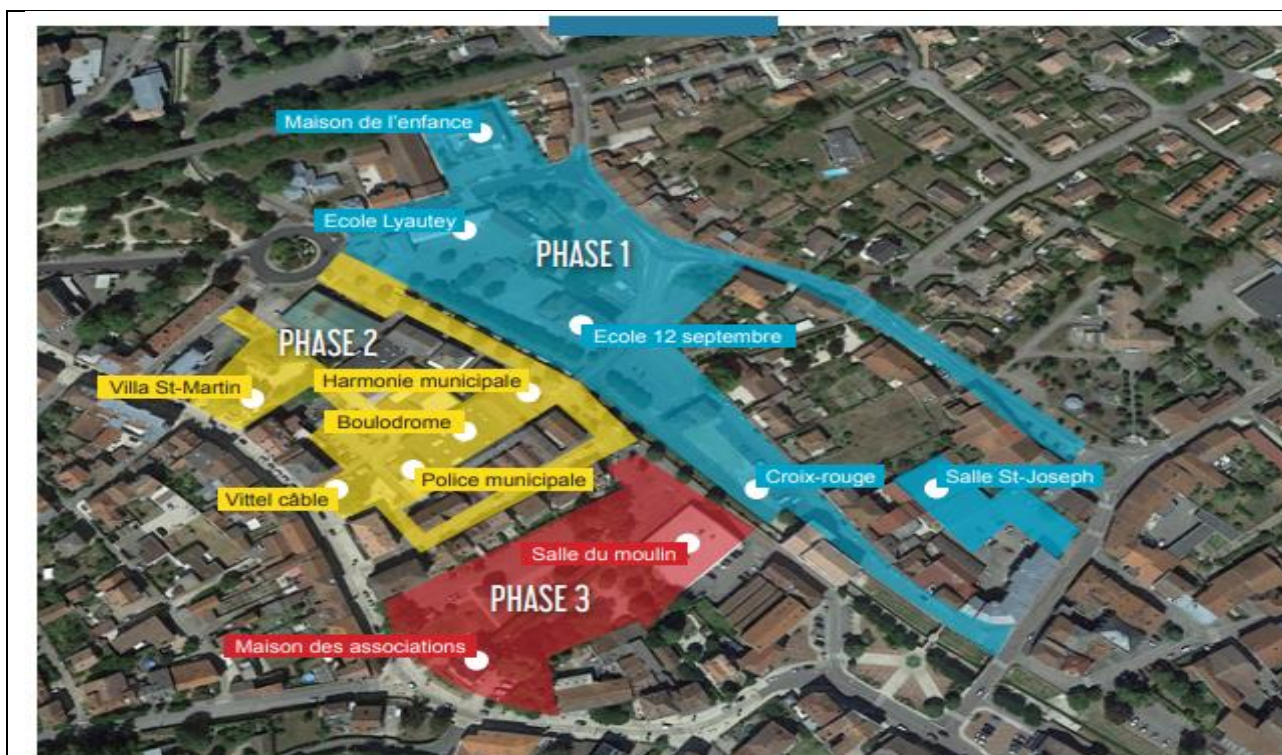 Maison de l'enfance
Ecole Lyautey
PHASE 1
Ecole 12 septembre
PHASE 2
Harmonie municipale
Villa St-Martin
Boulodrome
Police municipale
Vittel câble
Croix-rouge
Salle St-Joseph
Salle du moulin
PHASE 3
Maison des associations